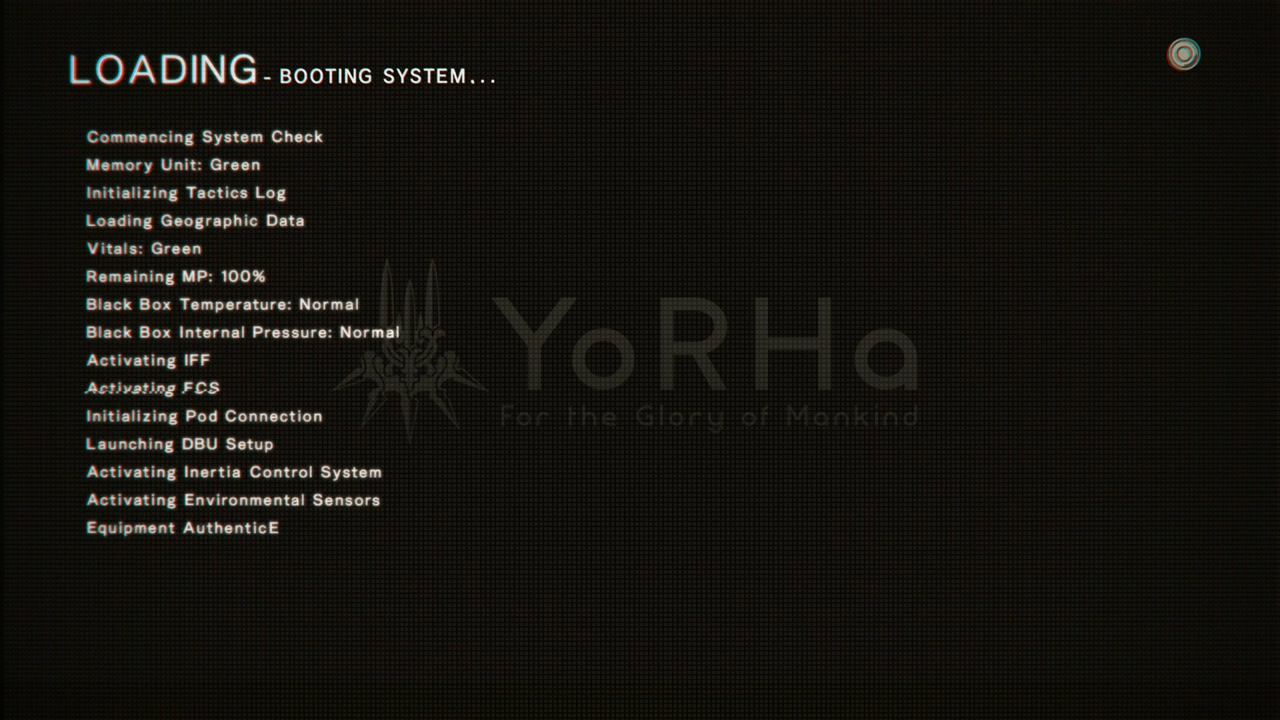 LOADING - BOOTING SYSTEM...
Commencing System Check
Memory Unit: Green
Initializing Tactics Log
Loading Geographic Data
Vitals: Green
Remaining MP: 100%
Black Box Temperature: Normal
Black Box Internal Pressure: Normal
Activating IFF
Activating FCS
Initializing Pod Connection
Launching DBU Setup
Activating Inertia Control System
Activating Environmental Sensors
Equipment AuthenticE
YoRHa
For the Glory of Mankind